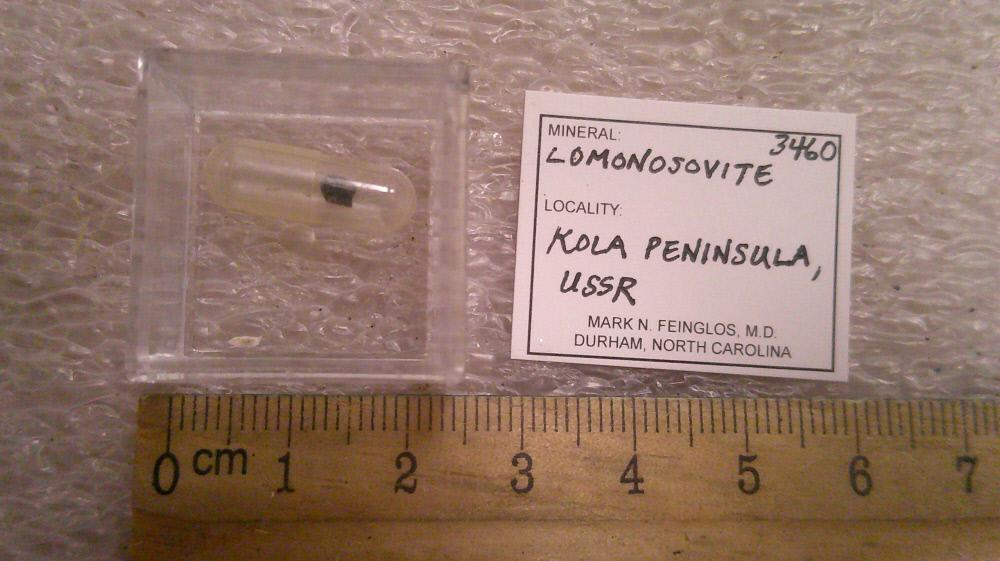 3460
MINERAL:
LOMONOSOVITE
LOCALITY:
KOLA PENINSULA,
USSR
MARK N. FEINGLOS, M.D.
DURHAM, NORTH CAROLINA
0 cm 1 2 3 4 5 6 7